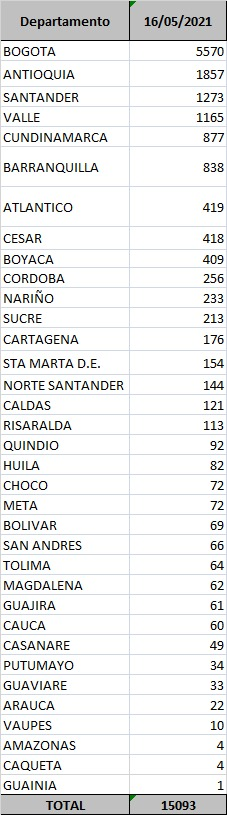 Departamento 16/05/2021
BOGOTA 5570
ANTIOQUIA 1857
SANTANDER 1273
VALLE 1165
CUNDINAMARCA 877
BARRANQUILLA 838
ATLANTICO 419
CESAR 418
BOYACA 409
CORDOBA 256
NARIÑO 233
SUCRE 213
CARTAGENA 176
STA MARTA D.E. 154
NORTE SANTANDER 144
CALDAS 121
RISARALDA 113
QUINDIO 92
HUILA 82
CHOCO 72
META 72
BOLIVAR 69
SAN ANDRES 66
TOLIMA 64
MAGDALENA 62
GUAJIRA 61
CAUCA 60
CASANARE 49
PUTUMAYO 34
GUAVIARE 33
ARAUCA 22
VAUPES 10
AMAZONAS 4
CAQUETA 4
GUAINIA 1
TOTAL 15093